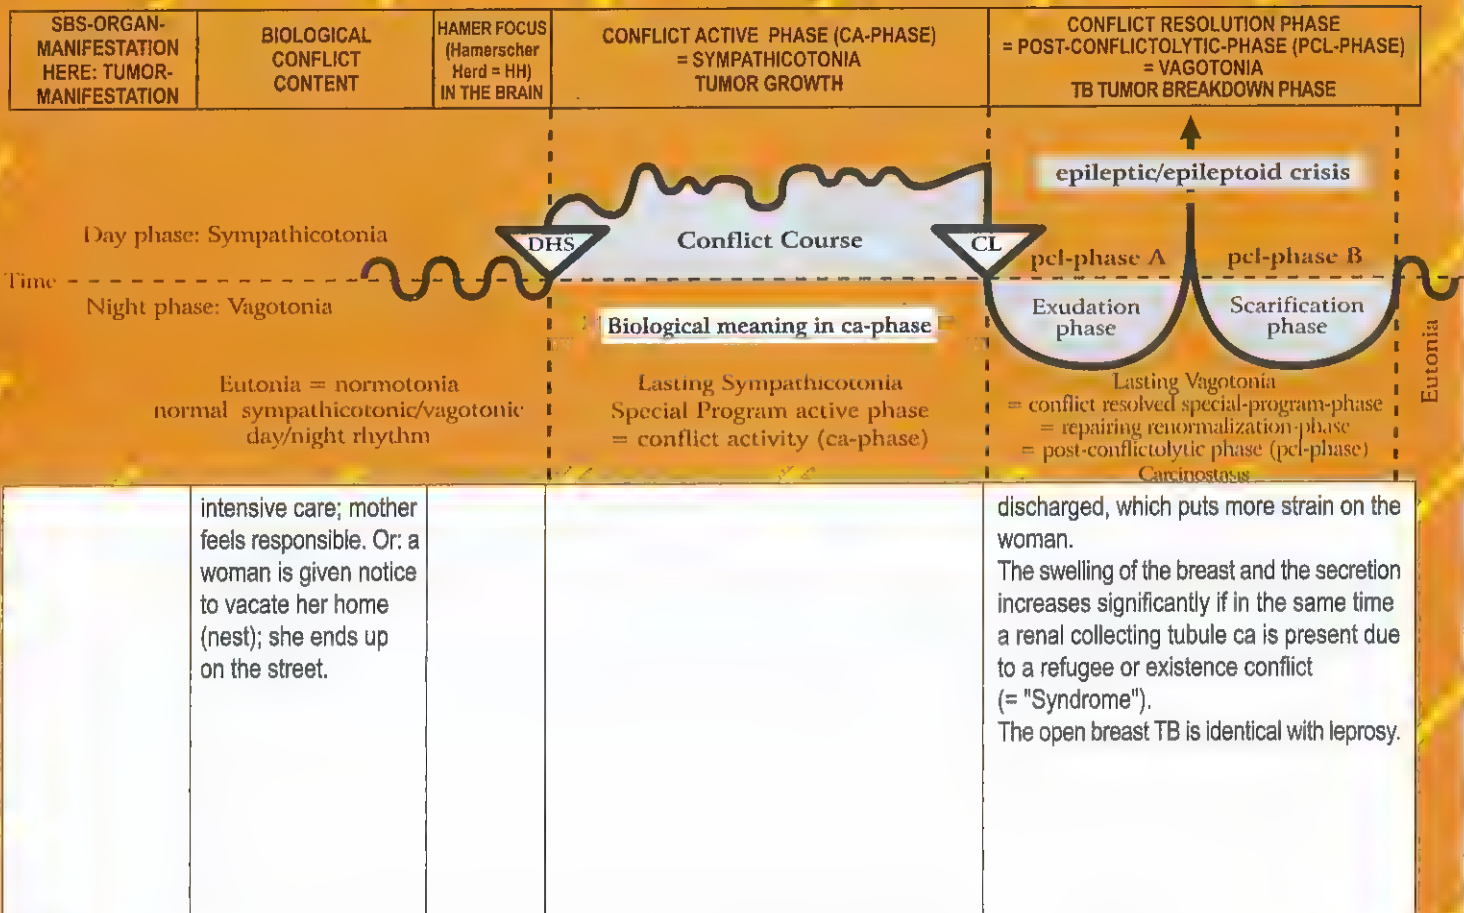 SBS-ORGAN-
MANIFESTATION
HERE: TUMOR-
MANIFESTATION
BIOLOGICAL
CONFLICT
CONTENT
HAMER FOCUS
(Hamerscher
Herd = HH)
IN THE BRAIN
CONFLICT ACTIVE PHASE (CA-PHASE)
= SYMPATHICOTONIA
TUMOR GROWTH
CONFLICT RESOLUTION PHASE
= POST-CONFLICTOLYTIC-PHASE (PCL-PHASE)
= VAGOTONIA
TB TUMOR BREAKDOWN PHASE
epileptic/epileptoid crisis
Day phase: Sympathicotonia
DHS
Conflict Course
CL
pcl-phase A
pcl-phase B
Time
Night phase: Vagotonia
Exudation
phase
Scarification
phase
Biological meaning in ca-phase
Eutonia
Eutonia = normotonia
normal sympathicotonic/vagotonic
day/night rhythm
Lasting Sympathicotonia
Special Program active phase
= conflict activity (ca-phase)
Lasting Vagotonia
= conflict resolved special-program-phase
= repairing renormalization-phase
= post-conflictolytic phase (pcl-phase)
Carcinostasis
intensive care; mother
feels responsible. Or: a
woman is given notice
to vacate her home
(nest); she ends up
on the street.
discharged, which puts more strain on the
woman.
The swelling of the breast and the secretion
increases significantly if in the same time
a renal collecting tubule ca is present due
to a refugee or existence conflict
(= "Syndrome").
The open breast TB is identical with leprosy.